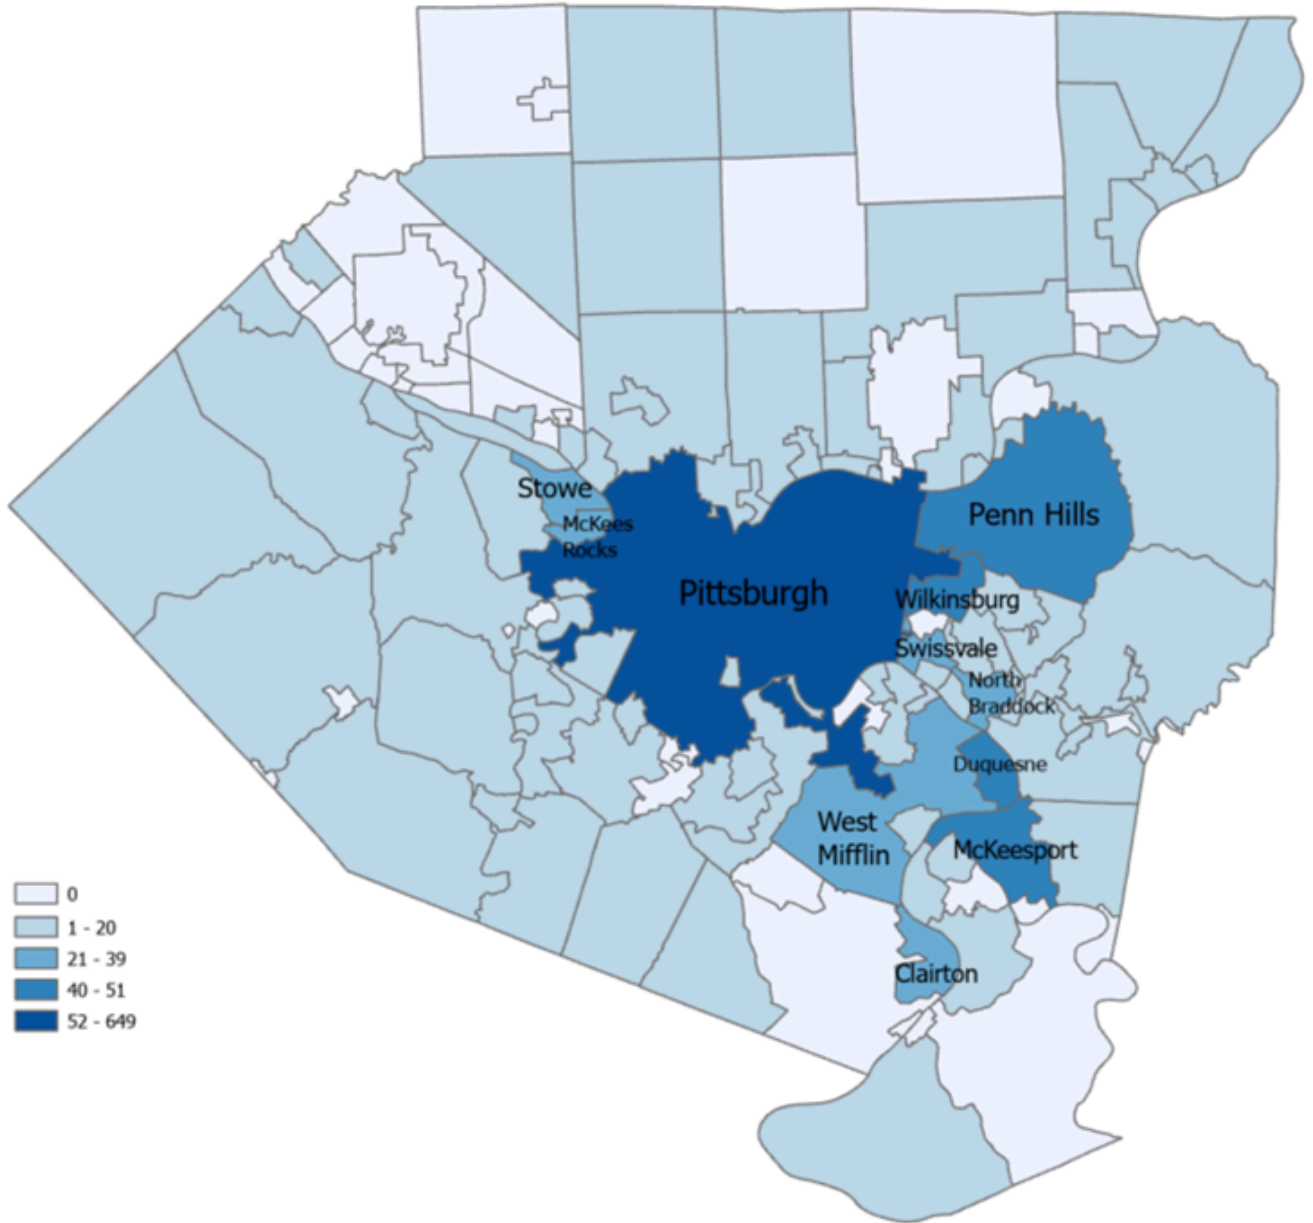 Stowe
McKees
Rocks
Penn Hills
Pittsburgh
Wilkinsburg
Swissvale
North
Braddock
Duquesne
West
Mifflin
McKeesport
Clairton
0
1 - 20
21 - 39
40 - 51
52 - 649